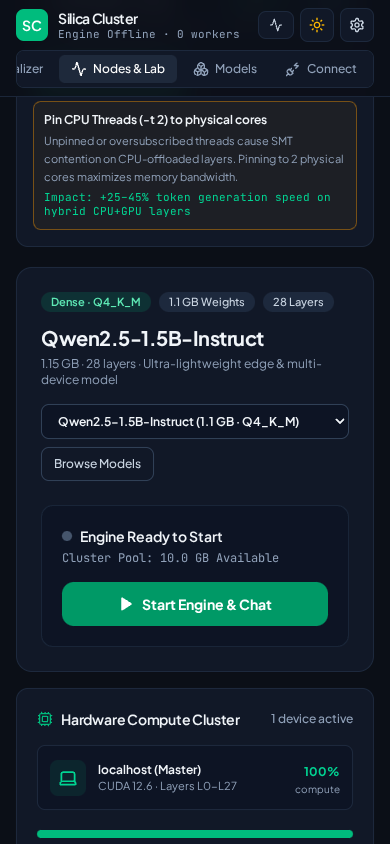 SC
Silica Cluster
Engine Offline · 0 workers
alizer
Nodes & Lab
Models
Connect
Pin CPU Threads (-t 2) to physical cores
Unpinned or oversubscribed threads cause SMT
contention on CPU-offloaded layers. Pinning to 2 physical
cores maximizes memory bandwidth.
Impact: +25–45% token generation speed on
hybrid CPU+GPU layers
Dense · Q4_K_M
1.1 GB Weights
28 Layers
Qwen2.5-1.5B-Instruct
1.15 GB · 28 layers · Ultra-lightweight edge & multi-
device model
Qwen2.5-1.5B-Instruct (1.1 GB · Q4_K_M)
Browse Models
Engine Ready to Start
Cluster Pool: 10.0 GB Available
Start Engine & Chat
Hardware Compute Cluster
1 device active
localhost (Master)
100%
CUDA 12.6 · Layers L0–L27
compute